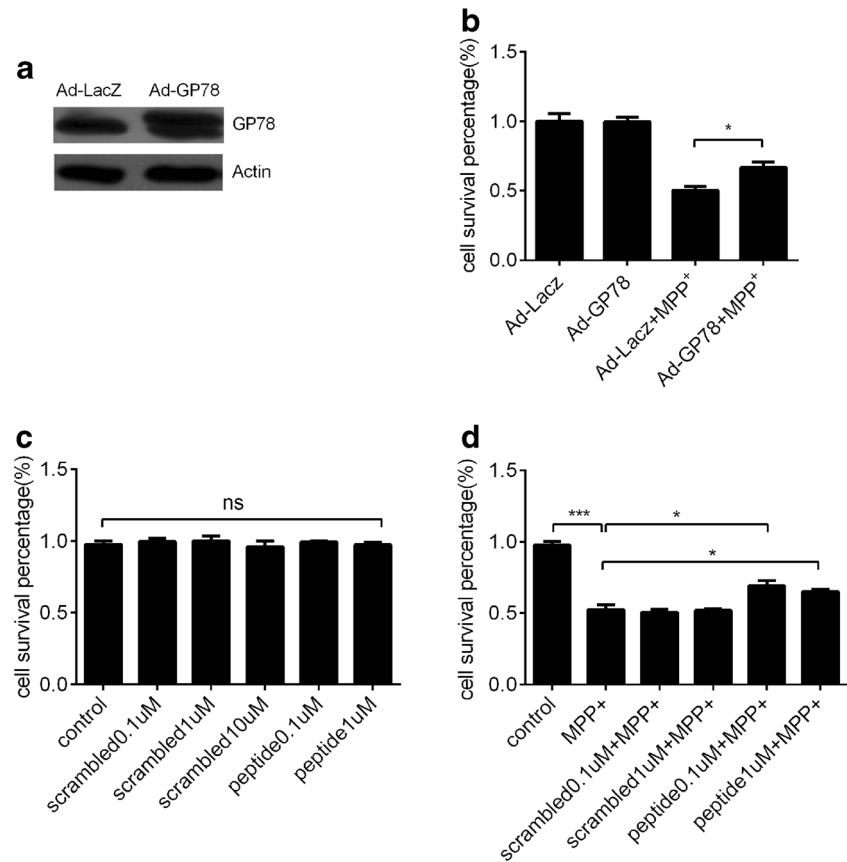 a
Ad-LacZ Ad-GP78
GP78
Actin
b
cell survival percentage(%)
1.5
1.0
0.5
0.0
*
Ad-Lacz
Ad-GP78
Ad-Lacz+MPP+
Ad-GP78+MPP+
c
cell survival percentage(%)
1.5
1.0
0.5
0.0
ns
control
scrambled0.1uM
scrambled1uM
scrambled10uM
peptide0.1uM
peptide1uM
d
cell survival percentage(%)
1.5
1.0
0.5
0.0
***
*
*
control
MPP+
scrambled0.1uM+MPP+
scrambled1uM+MPP+
peptide0.1uM+MPP+
peptide1uM+MPP+